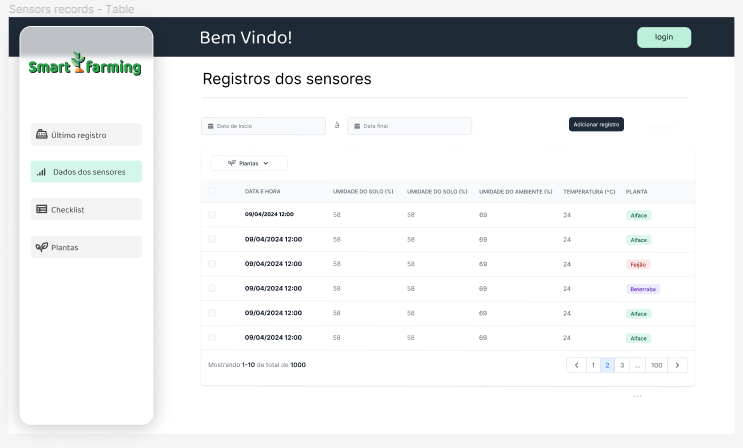 Sensors records - Table
Smart Farming
Bem Vindo!
login
Último registro
Dados dos sensores
Checklist
Plantas
Registros dos sensores
Data de Início
à
Data final
Adicionar registro
Plantas
DATA E HORA UMIDADE DO SOLO (%) UMIDADE DO SOLO (%) UMIDADE DO AMBIENTE (%) TEMPERATURA (°C) PLANTA
09/04/2024 12:00 58 58 69 24 Alface
09/04/2024 12:00 58 58 69 24 Alface
09/04/2024 12:00 58 58 69 24 Feijão
09/04/2024 12:00 58 58 69 24 Beterraba
09/04/2024 12:00 58 58 69 24 Alface
09/04/2024 12:00 58 58 69 24 Alface
Mostrando 1-10 de total de 1000
1 2 3 ... 100
...